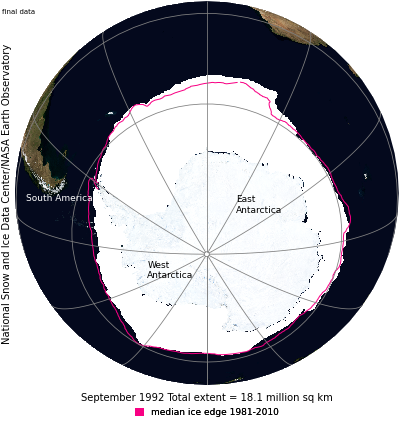 final data
National Snow and Ice Data Center/NASA Earth Observatory
South America
East
Antarctica
West
Antarctica
September 1992 Total extent = 18.1 million sq km
median ice edge 1981-2010